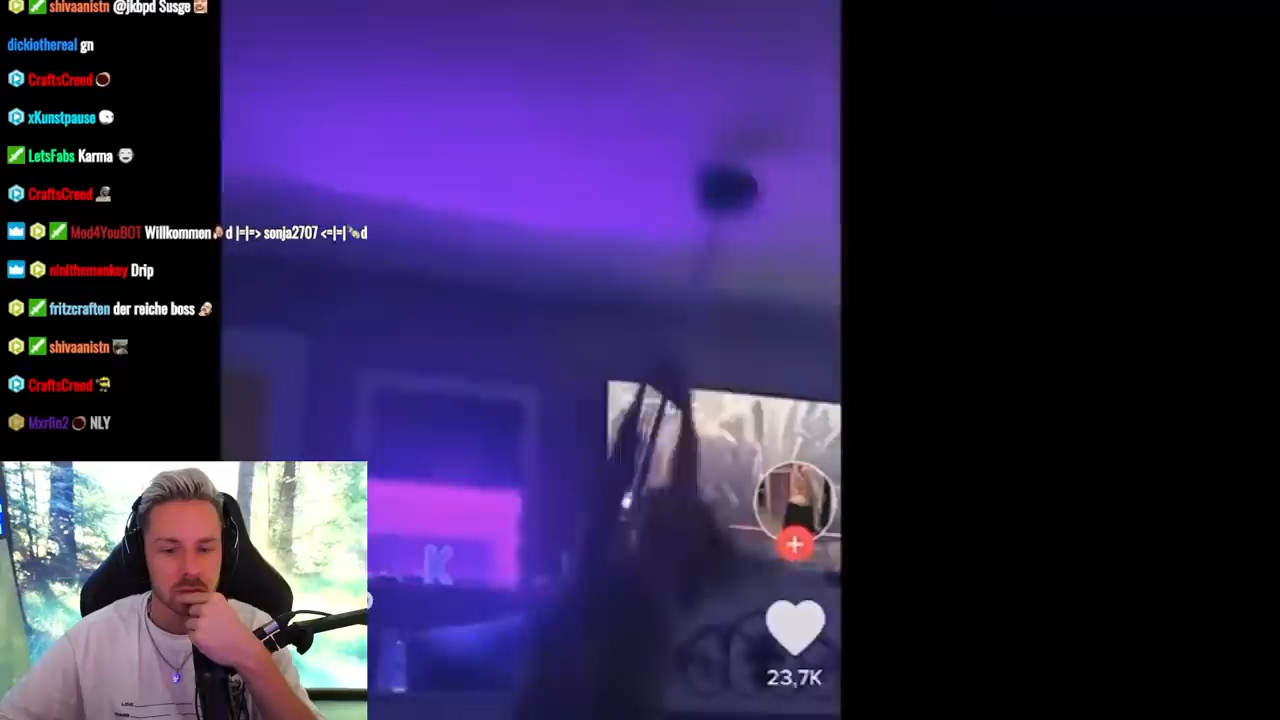 shivaanistn @jkbpd Susge
dickiothereal gn
CraftsCreed
xKunstpause
LetsFabs Karma
CraftsCreed
Mod4YouBOT Willkommen d |=|=> sonja2707 <=|=| d
ninithemonkey Drip
fritzcraften der reiche boss
shivaanistn
CraftsCreed
Mxrlin2 NLY
K
LOVE
23,7K